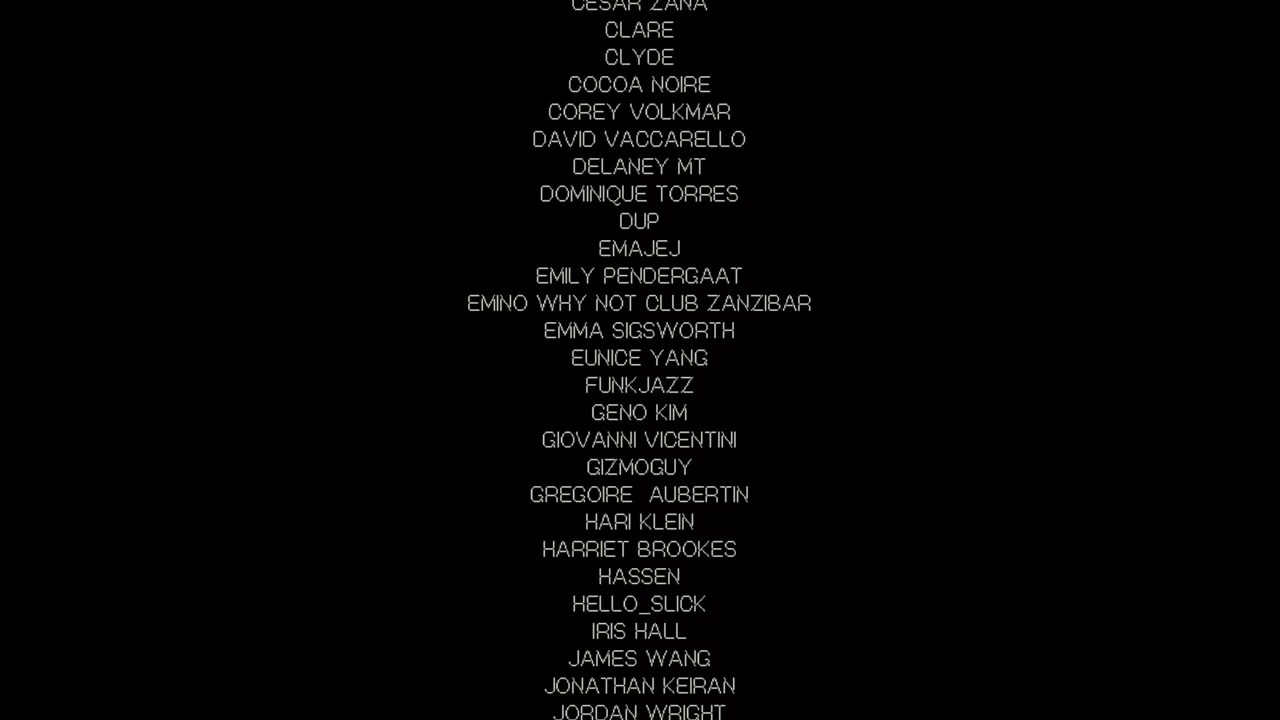 CESAR ZANA
CLARE
CLYDE
COCOA NOIRE
COREY VOLKMAR
DAVID VACCARELLO
DELANEY MT
DOMINIQUE TORRES
DUP
EMAJEJ
EMILY PENDERGAAT
EMINO WHY NOT CLUB ZANZIBAR
EMMA SIGSWORTH
EUNICE YANG
FUNKJAZZ
GENO KIM
GIOVANNI VICENTINI
GIZMOGUY
GREGOIRE  AUBERTIN
HARI KLEIN
HARRIET BROOKES
HASSEN
HELLO_SLICK
IRIS HALL
JAMES WANG
JONATHAN KEIRAN
JORDAN WRIGHT